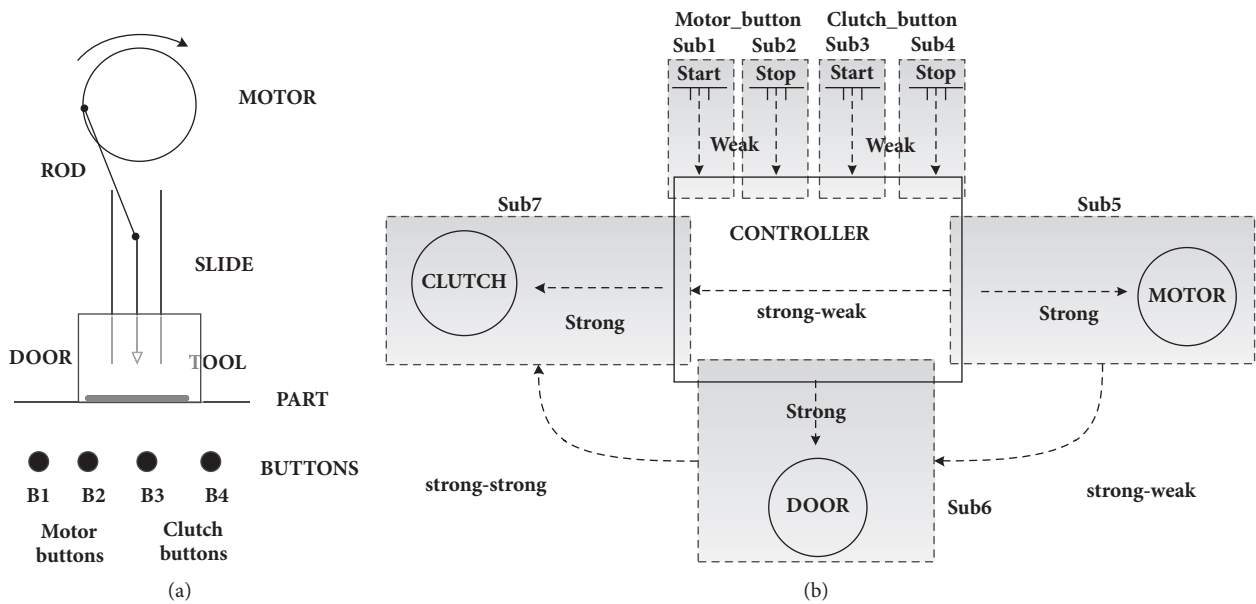 MOTOR
ROD
SLIDE
DOOR
TOOL
PART
BUTTONS
B1 B2 B3 B4
Motor
buttons
Clutch
buttons
(a)
Motor_button Clutch_button
Sub1 Sub2 Sub3 Sub4
Start Stop Start Stop
Weak Weak
Sub7
Sub5
CONTROLLER
CLUTCH
MOTOR
Strong
strong-weak
Strong
Strong
strong-strong
strong-weak
DOOR
Sub6
(b)